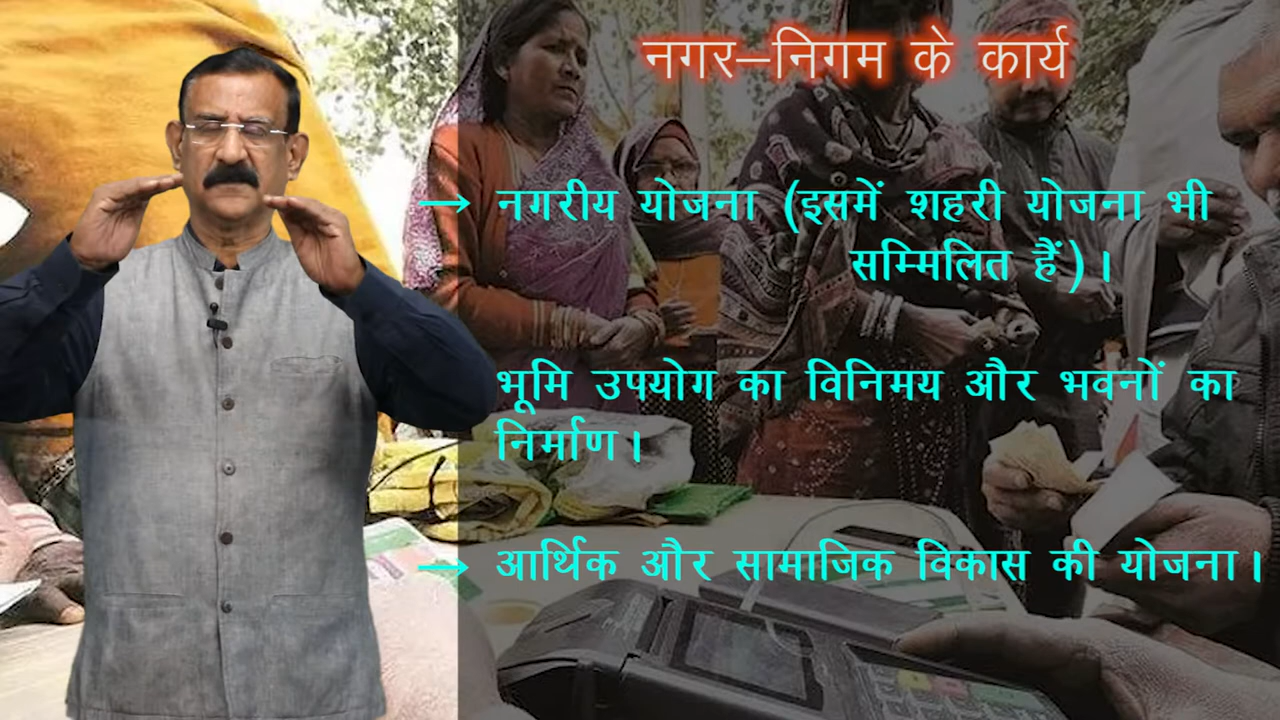 नगर–निगम के कार्य
→ नगरीय योजना (इसमें शहरी योजना भी
सम्मिलित हैं)।
भूमि उपयोग का विनिमय और भवनों का
निर्माण।
→ आर्थिक और सामाजिक विकास की योजना।